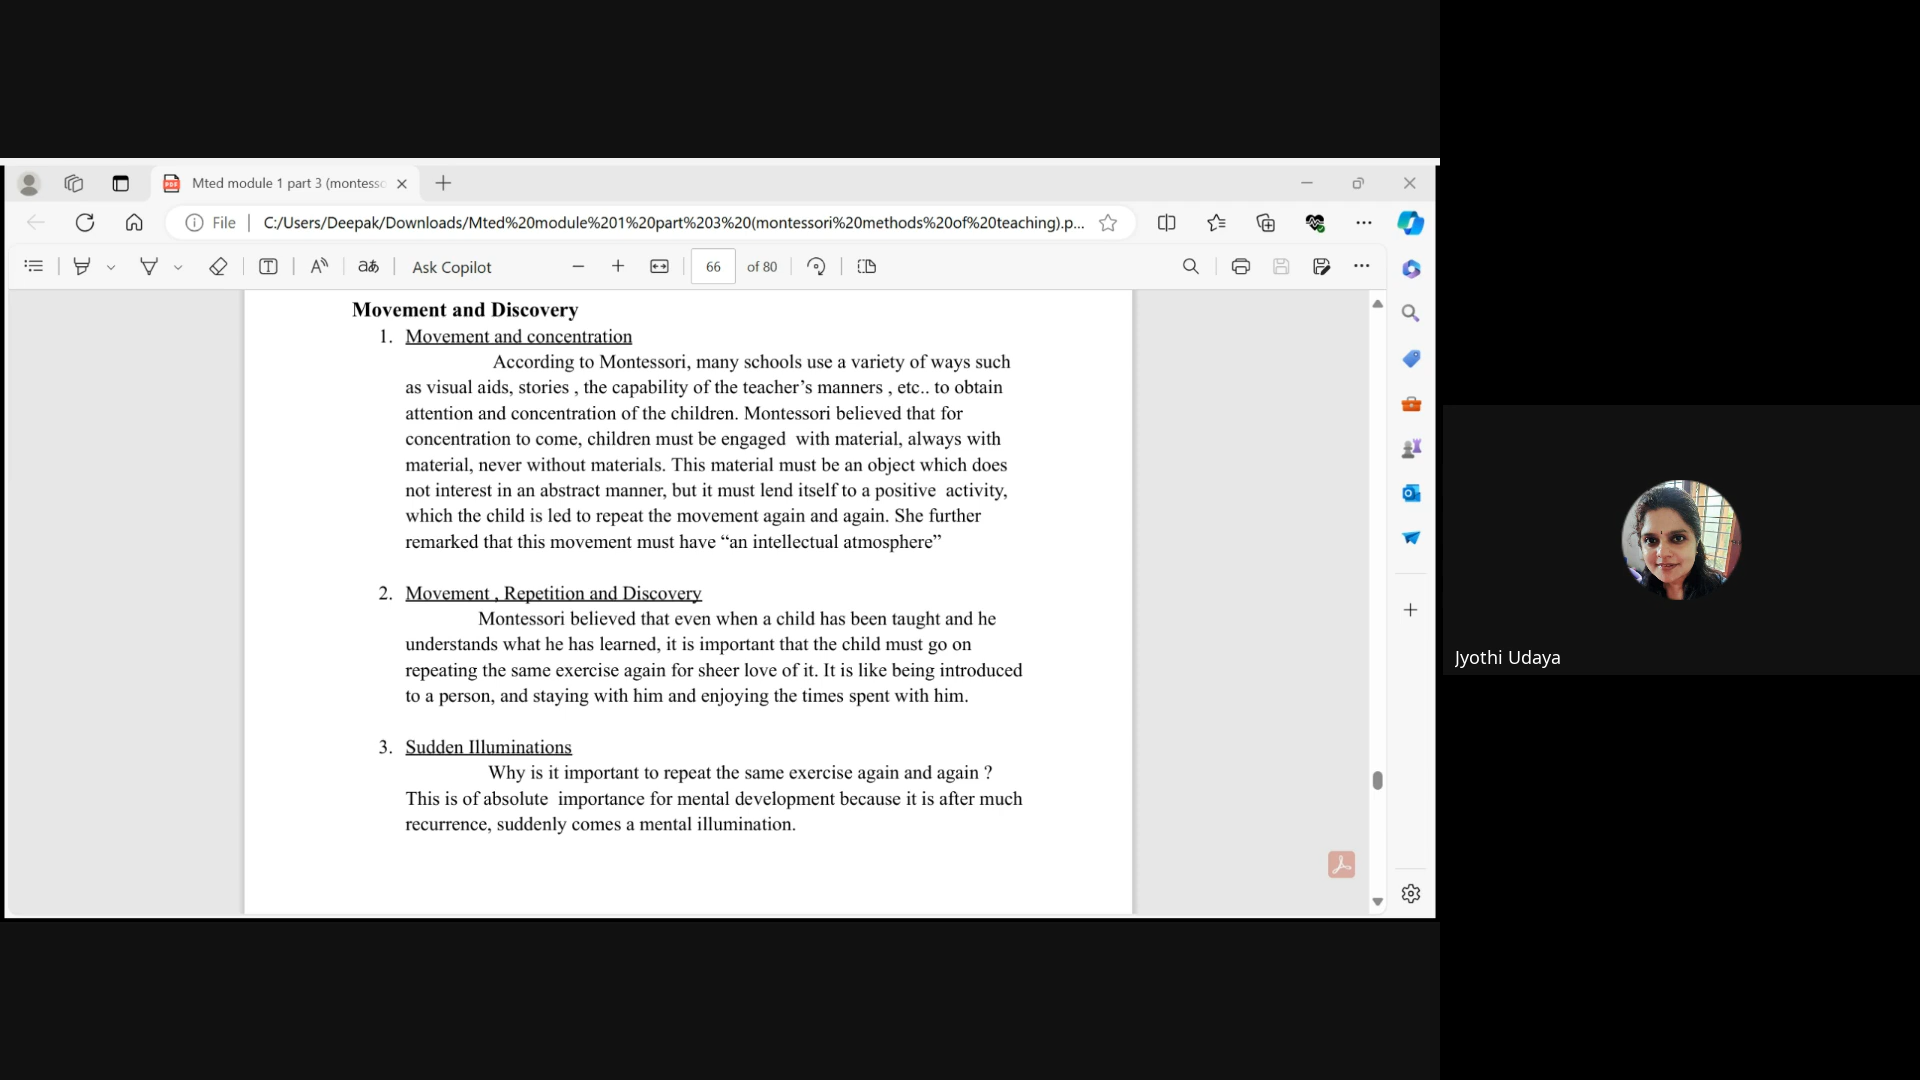 Mted module 1 part 3 (montessc
File
C:/Users/Deepak/Downloads/Mted%20module%201%20part%203%20(montessori%20methods%20of%20teaching).p...
Ask Copilot
66
of 80
Movement and Discovery
1. Movement and concentration
According to Montessori, many schools use a variety of ways such
as visual aids, stories , the capability of the teacher’s manners , etc.. to obtain
attention and concentration of the children. Montessori believed that for
concentration to come, children must be engaged  with material, always with
material, never without materials. This material must be an object which does
not interest in an abstract manner, but it must lend itself to a positive  activity,
which the child is led to repeat the movement again and again. She further
remarked that this movement must have “an intellectual atmosphere”
2. Movement , Repetition and Discovery
Montessori believed that even when a child has been taught and he
understands what he has learned, it is important that the child must go on
repeating the same exercise again for sheer love of it. It is like being introduced
to a person, and staying with him and enjoying the times spent with him.
3. Sudden Illuminations
Why is it important to repeat the same exercise again and again ?
This is of absolute  importance for mental development because it is after much
recurrence, suddenly comes a mental illumination.
Jyothi Udaya